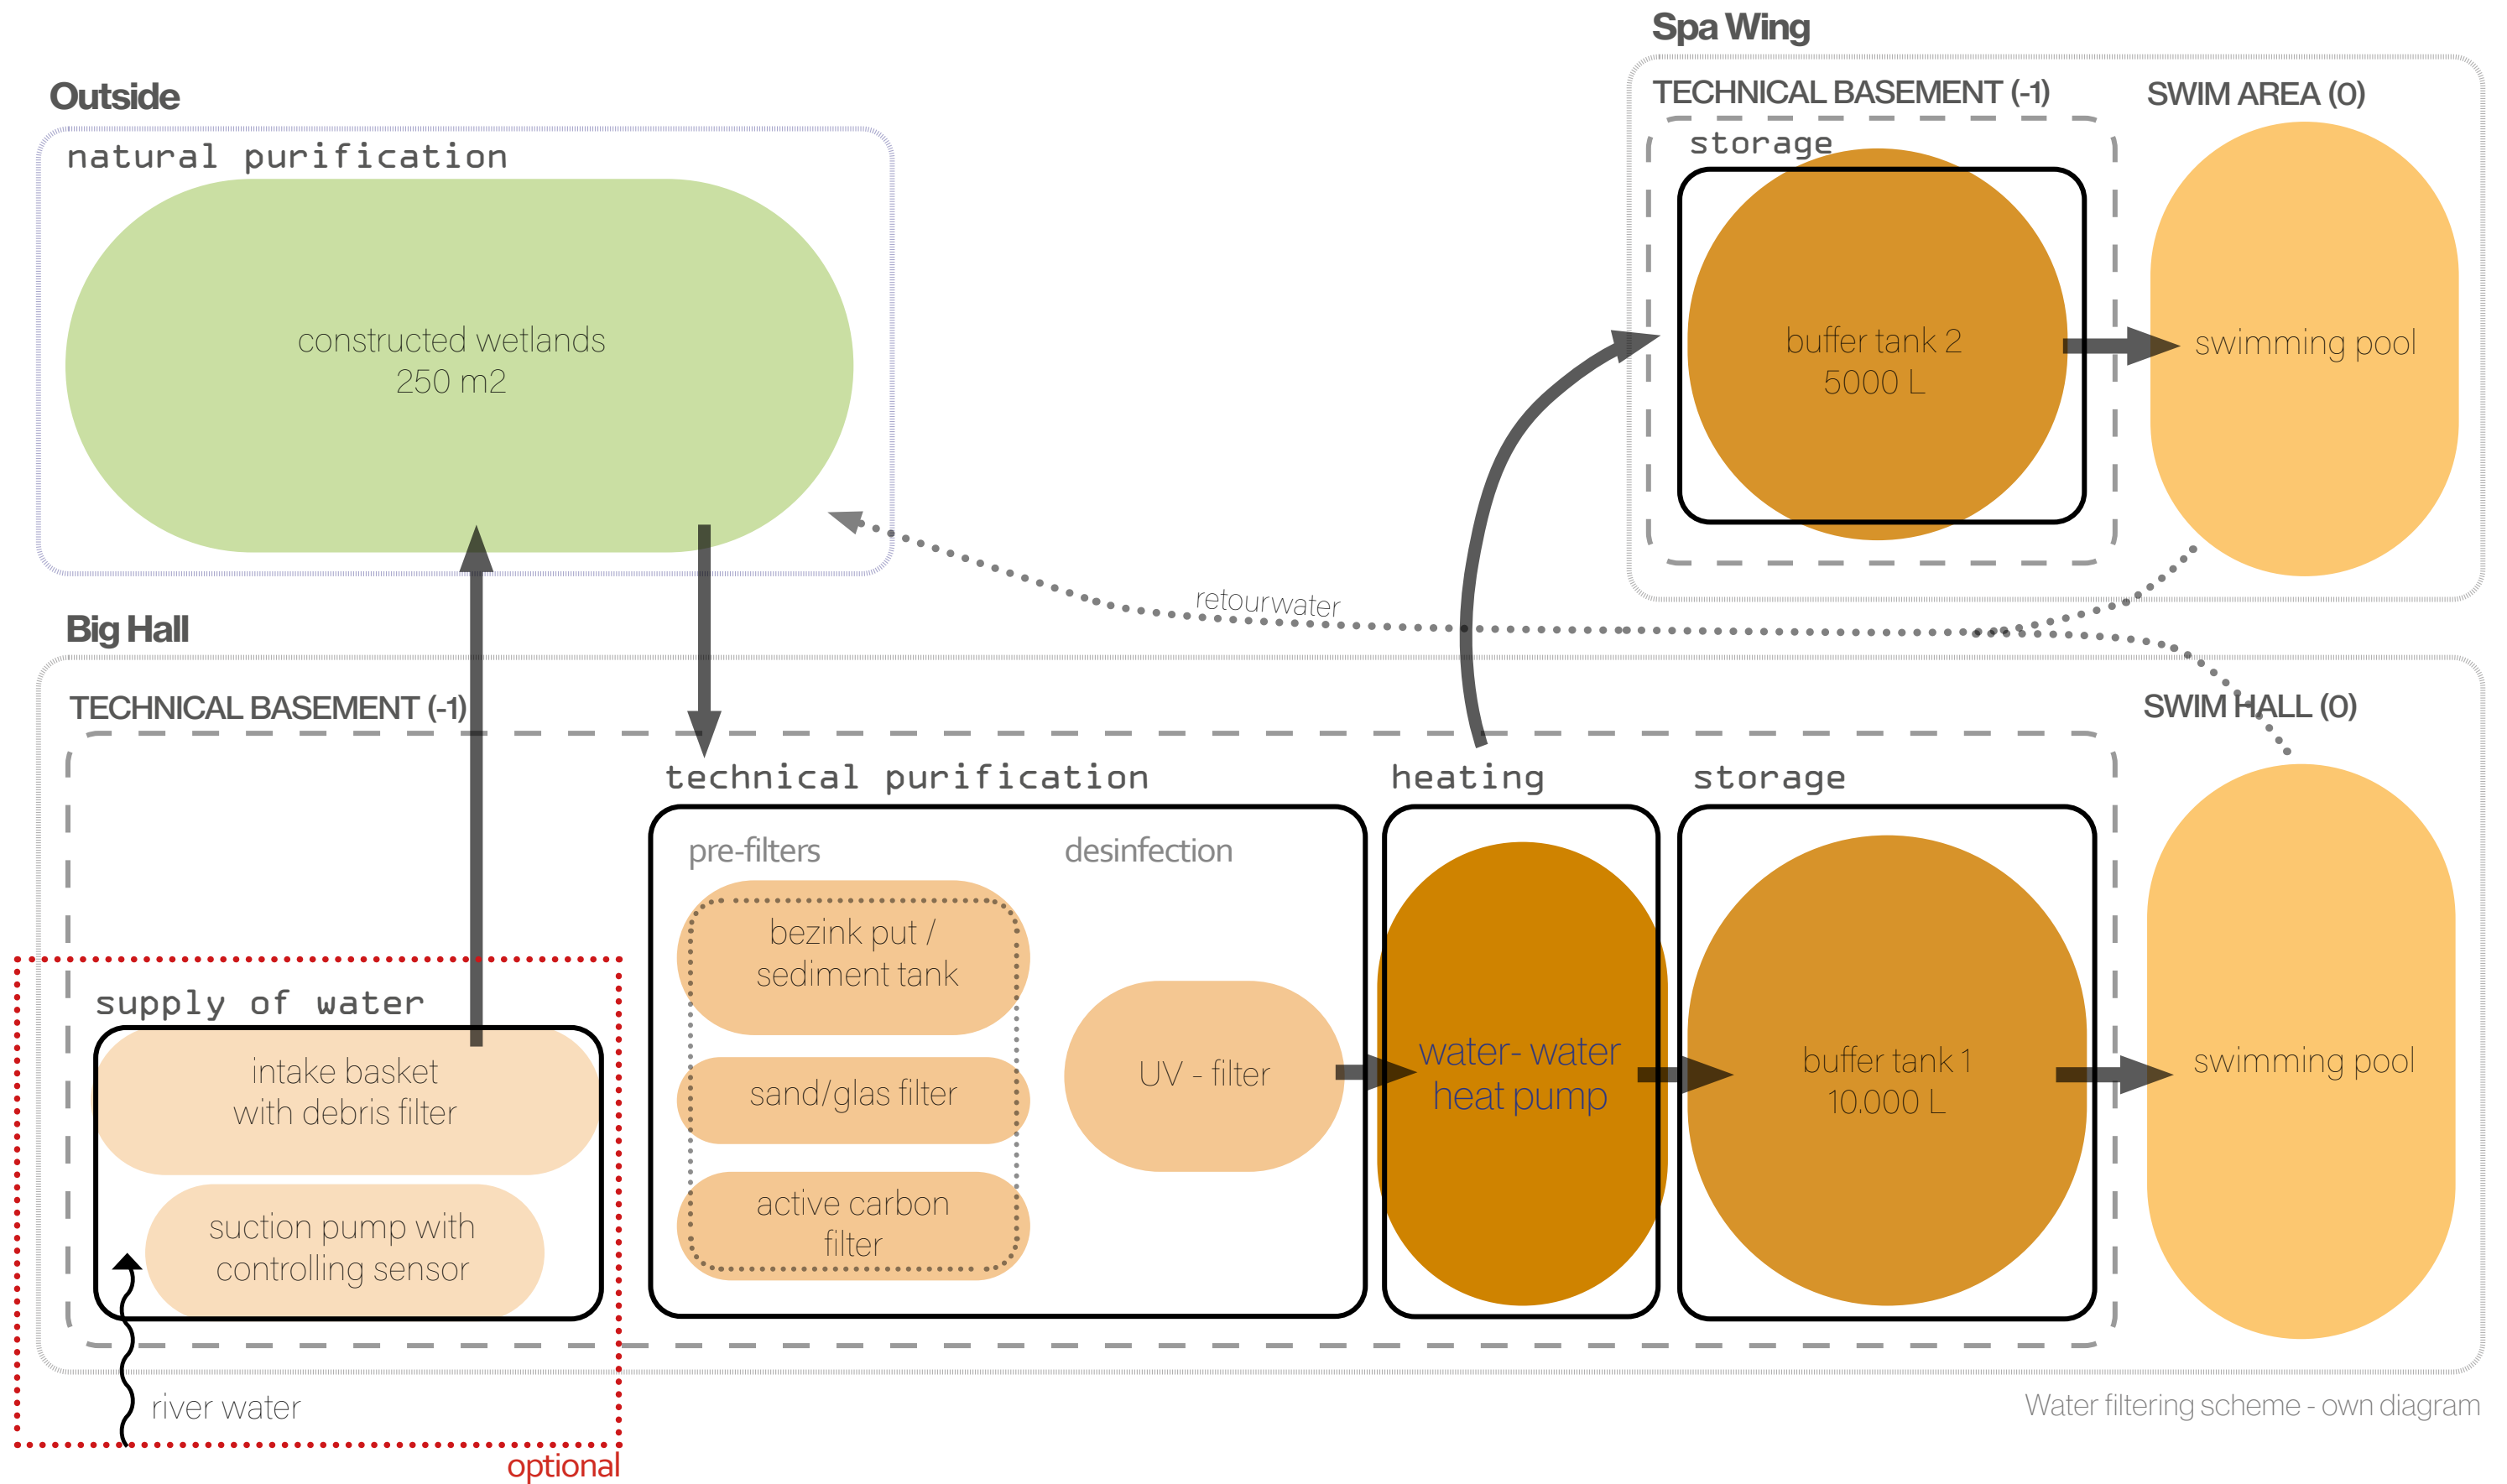 Spa Wing
TECHNICAL BASEMENT (-1)
SWIM AREA (0)
storage
buffer tank 2
5000 L
swimming pool
Outside
natural purification
constructed wetlands
250 m2
retourwater
Big Hall
TECHNICAL BASEMENT (-1)
SWIM HALL (0)
technical purification
heating
storage
pre-filters
desinfection
bezink put /
sediment tank
sand/glas filter
active carbon
filter
UV - filter
water- water
heat pump
buffer tank 1
10.000 L
swimming pool
supply of water
intake basket
with debris filter
suction pump with
controlling sensor
river water
optional
Water filtering scheme - own diagram